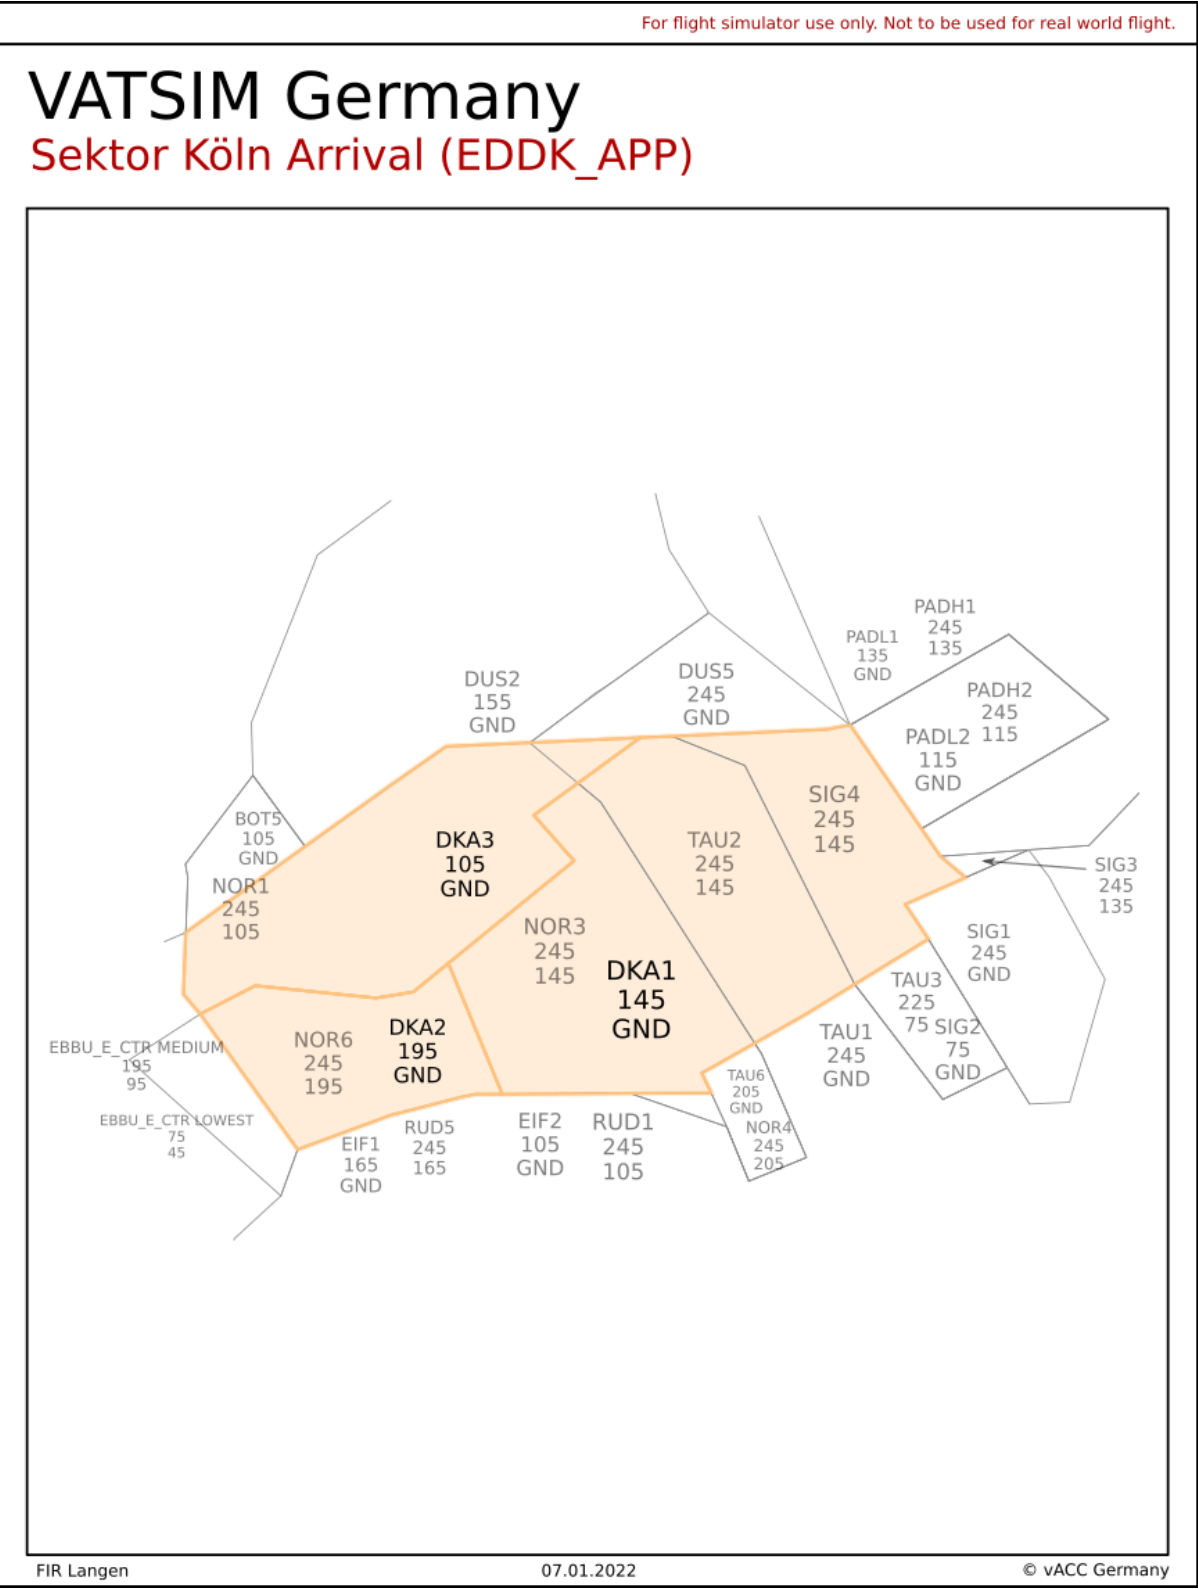 For flight simulator use only. Not to be used for real world flight.
VATSIM Germany
Sektor Köln Arrival (EDDK_APP)
PADH1
245
135
PADL1
135
GND
DUS2
155
GND
DUS5
245
GND
PADH2
245
115
PADL2
115
GND
SIG4
245
145
BOT5
105
GND
DKA3
105
GND
TAU2
245
145
SIG3
245
135
NOR1
245
105
NOR3
245
145
SIG1
245
GND
DKA1
145
GND
TAU3
225
75
SIG2
75
GND
DKA2
195
GND
NOR6
245
195
TAU1
245
GND
EBBU_E_CTR MEDIUM
195
95
TAU6
205
GND
EBBU_E_CTR LOWEST
75
45
EIF1
165
GND
RUD5
245
165
EIF2
105
GND
RUD1
245
105
NOR4
245
205
FIR Langen
07.01.2022
© vACC Germany